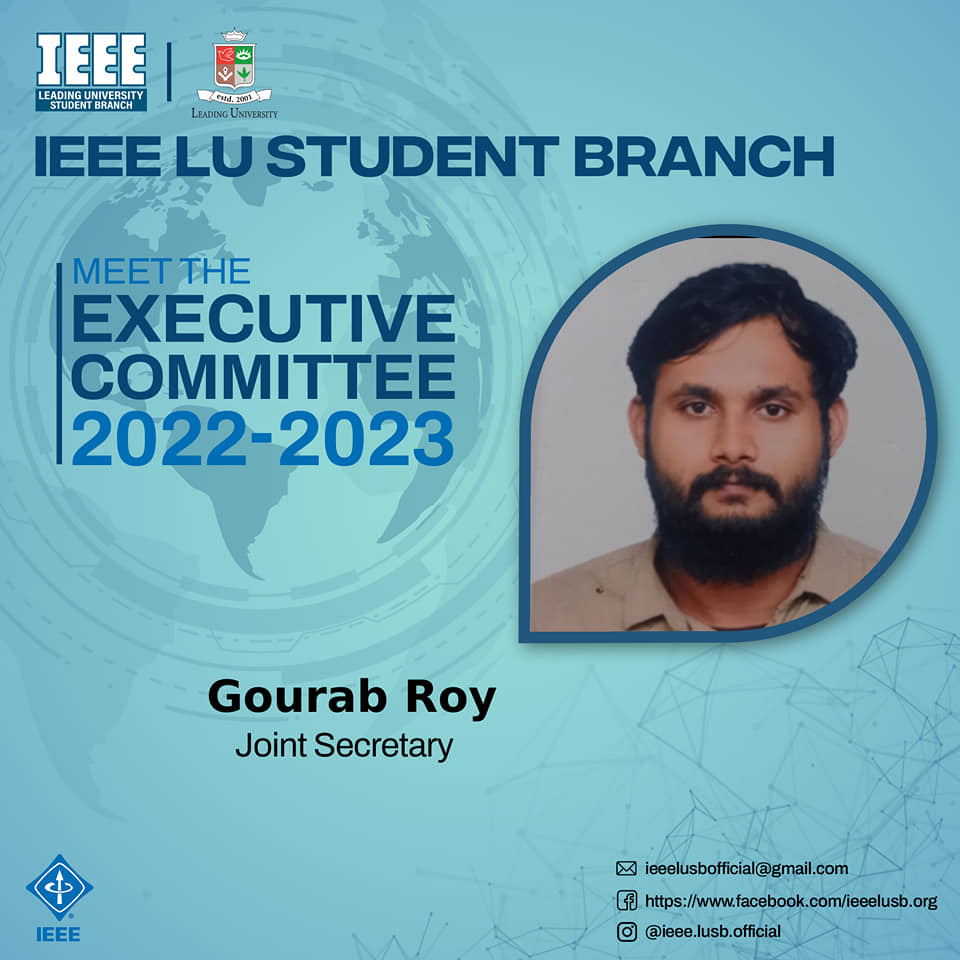 IEEE
LEADING UNIVERSITY
STUDENT BRANCH
estd. 2001
LEADING UNIVERSITY
IEEE LU STUDENT BRANCH
MEET THE
EXECUTIVE
COMMITTEE
2022-2023
Gourab Roy
Joint Secretary
IEEE
ieeelusbofficial@gmail.com
https://www.facebook.com/ieeelusb.org
@ieee.lusb.official